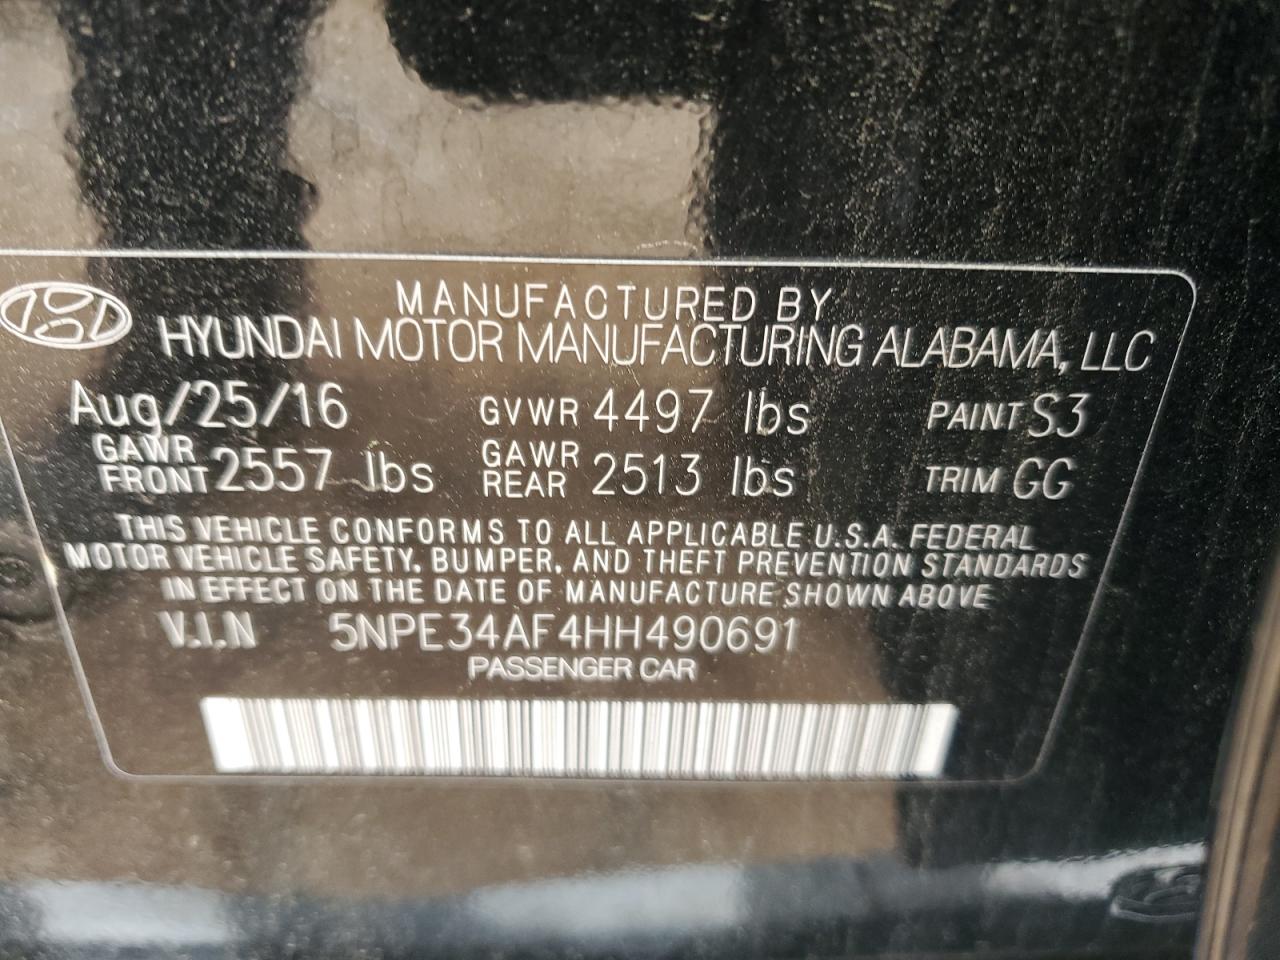 MANUFACTURED BY
HYUNDAI MOTOR MANUFACTURING ALABAMA, LLC
Aug/25/16 GVWR 4497 lbs PAINT S3
GAWR FRONT 2557 lbs GAWR REAR 2513 lbs TRIM GG
THIS VEHICLE CONFORMS TO ALL APPLICABLE U.S.A. FEDERAL
MOTOR VEHICLE SAFETY, BUMPER, AND THEFT PREVENTION STANDARDS
IN EFFECT ON THE DATE OF MANUFACTURE SHOWN ABOVE
V.I.N 5NPE34AF4HH490691
PASSENGER CAR